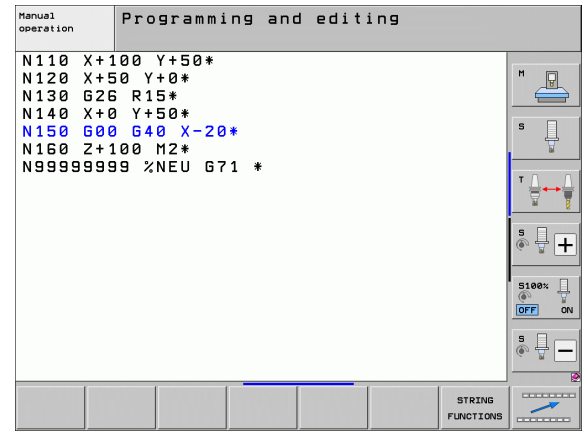 Manual
operation
Programming and editing
N110 X+100 Y+50*
N120 X+50 Y+0*
N130 G26 R15*
N140 X+0 Y+50*
N150 G00 G40 X-20*
N160 Z+100 M2*
N99999999 %NEU G71 *
M
S
T
S
+
S100%
OFF ON
S
−
STRING
FUNCTIONS